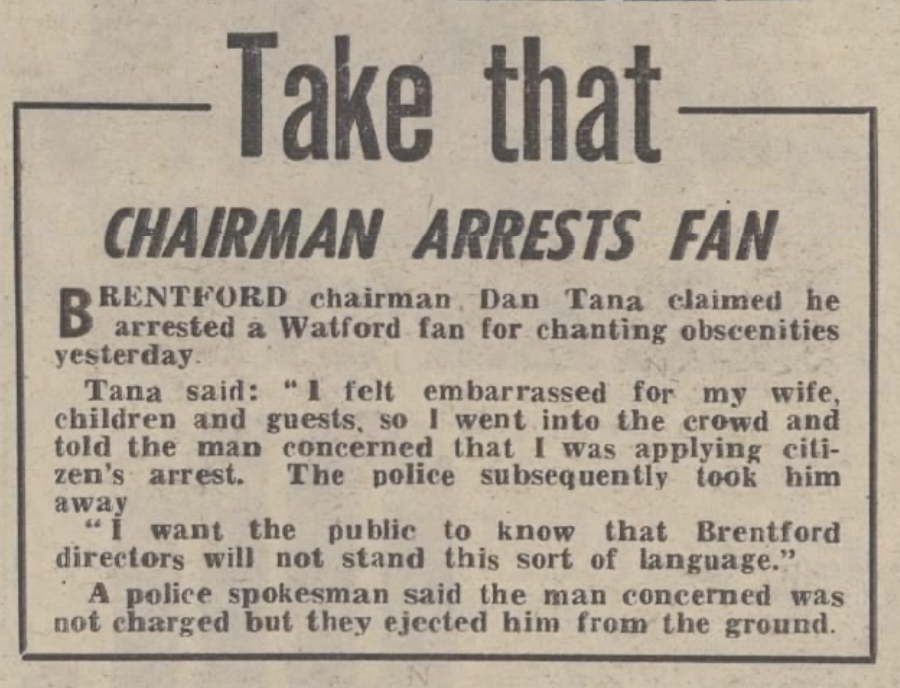 Take that
CHAIRMAN ARRESTS FAN
BRENTFORD chairman Dan Tana claimed he
arrested a Watford fan for chanting obscenities
yesterday.
Tana said: “I felt embarrassed for my wife,
children and guests, so I went into the crowd and
told the man concerned that I was applying citi-
zen's arrest. The police subsequently took him
away
“I want the public to know that Brentford
directors will not stand this sort of language.”
A police spokesman said the man concerned was
not charged but they ejected him from the ground.